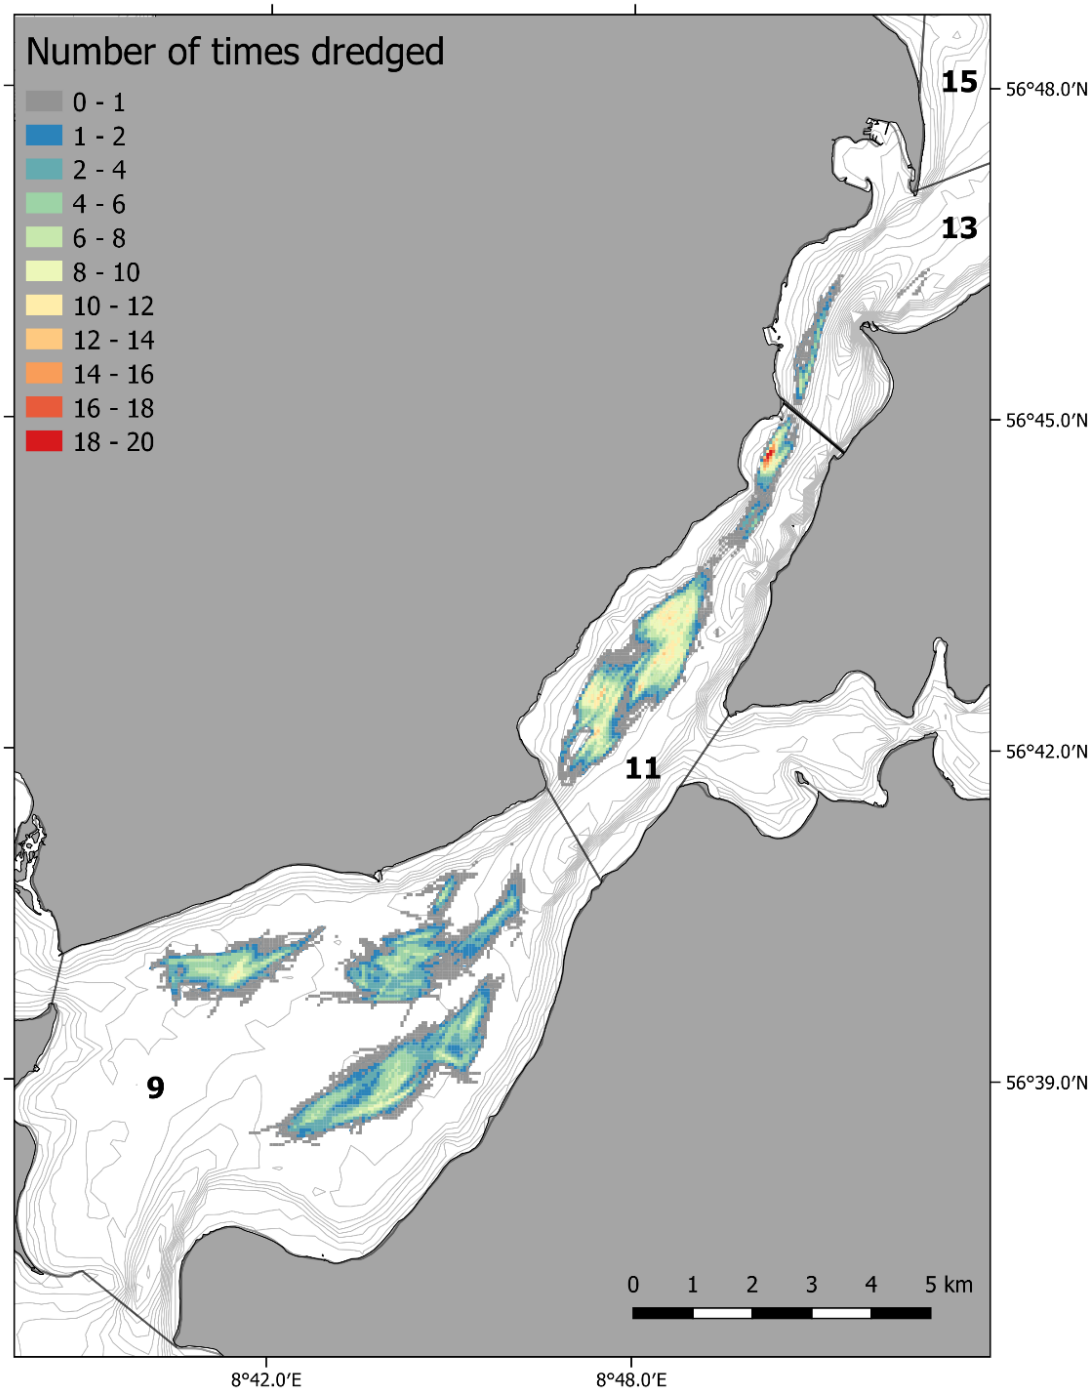 Number of times dredged
0 - 1
1 - 2
2 - 4
4 - 6
6 - 8
8 - 10
10 - 12
12 - 14
14 - 16
16 - 18
18 - 20
15
13
11
9
56°48.0'N
56°45.0'N
56°42.0'N
56°39.0'N
0 1 2 3 4 5 km
8°42.0'E 8°48.0'E